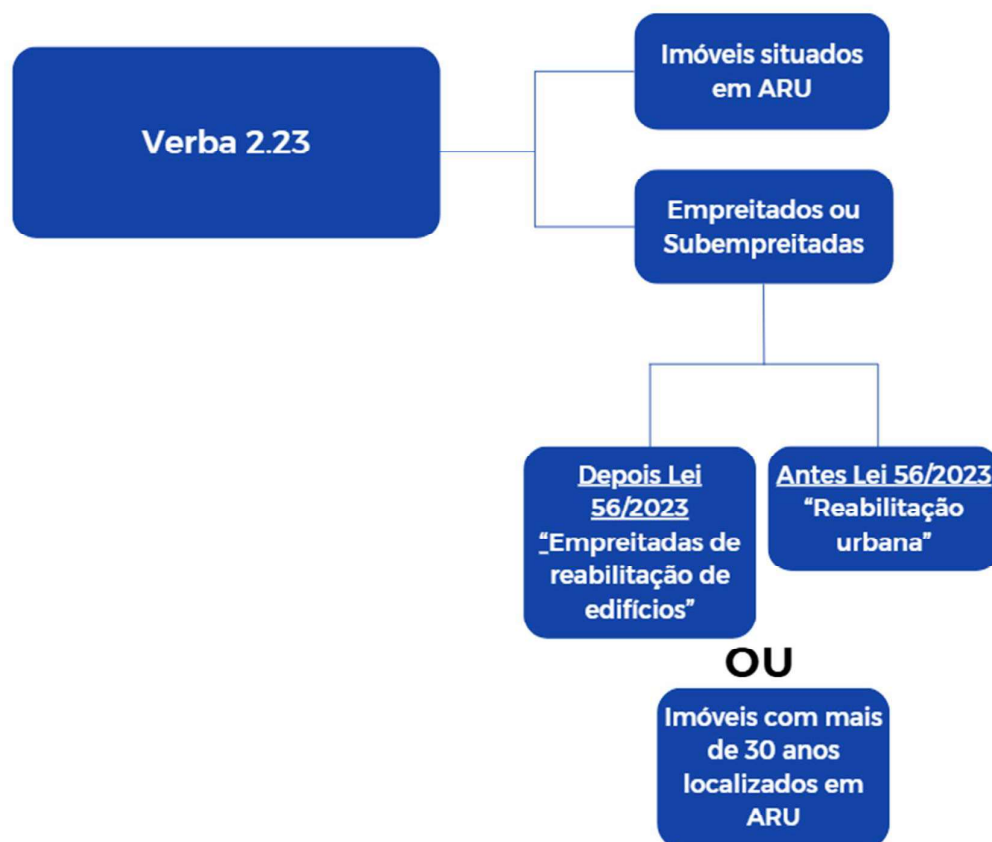 Imóveis situados
em ARU
Verba 2.23
Empreitados ou
Subempreitadas
Depois Lei
56/2023
“Empreitadas de
reabilitação de
edifícios”
Antes Lei 56/2023
“Reabilitação
urbana”
OU
Imóveis com mais
de 30 anos
localizados em
ARU